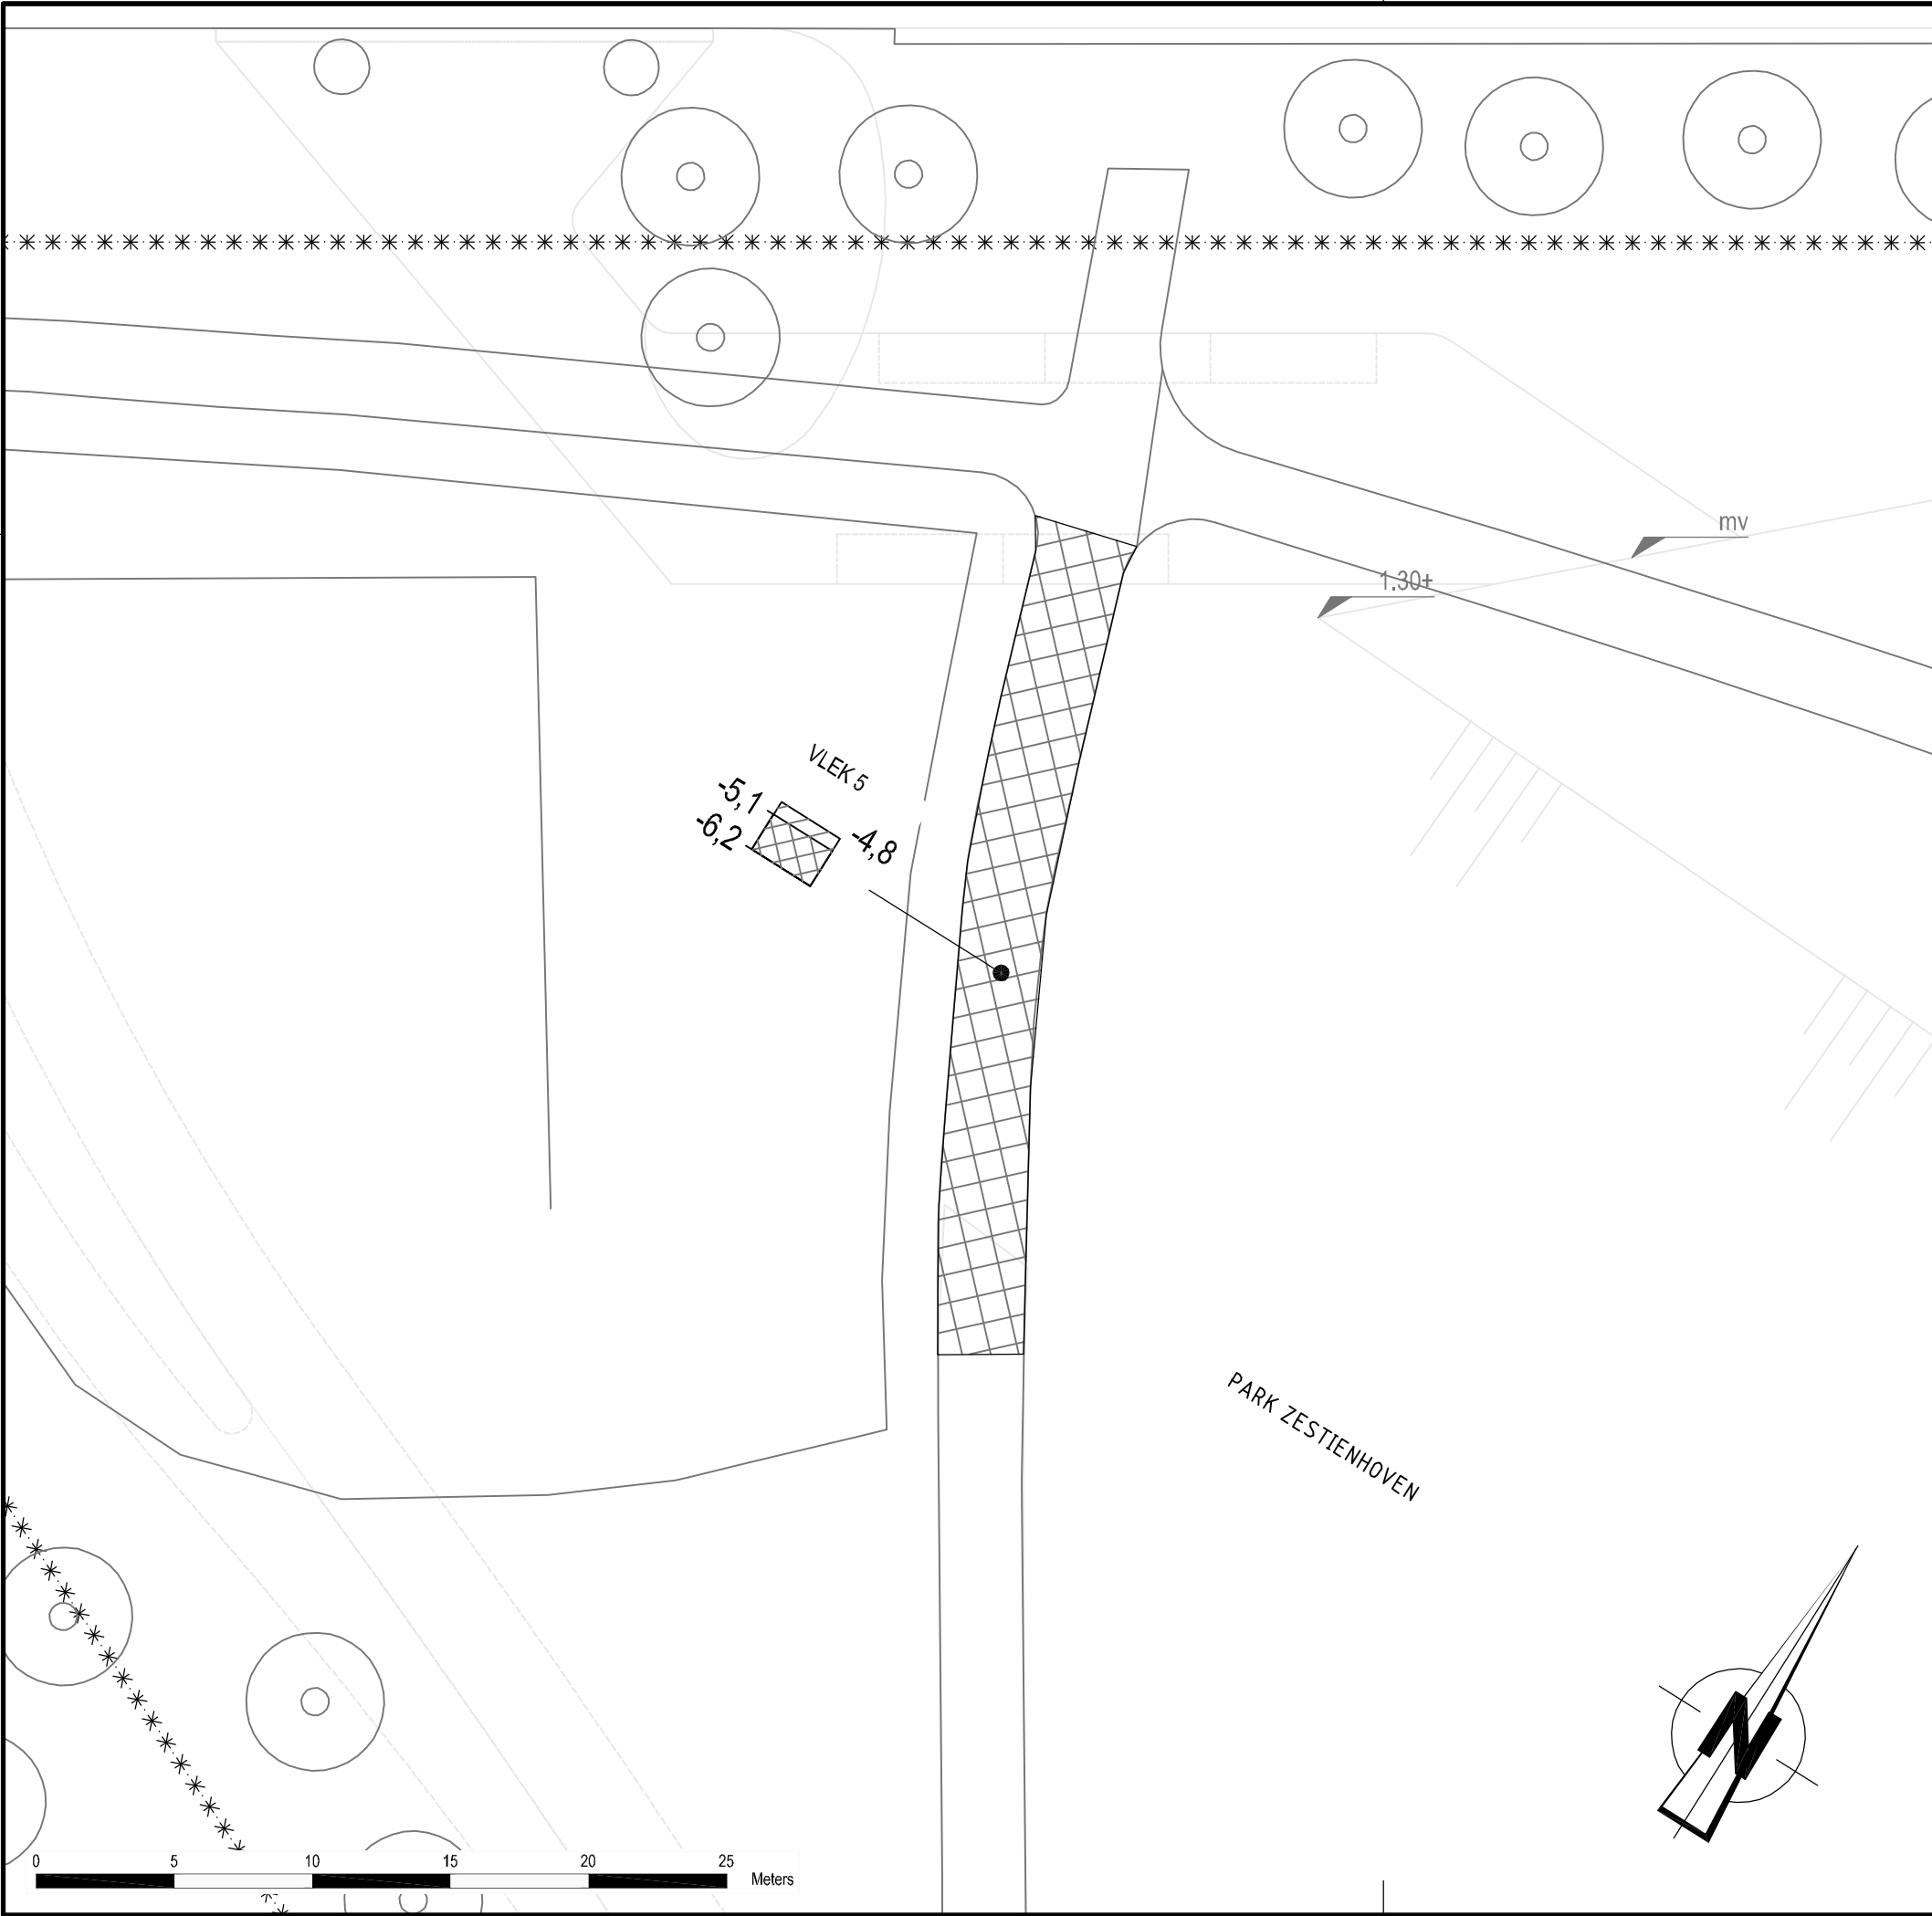 mv
1.30+
VLEK 5
-5,1
-6,2
-4,8
PARK ZESTIENHOVEN
N
0 5 10 15 20 25
Meters